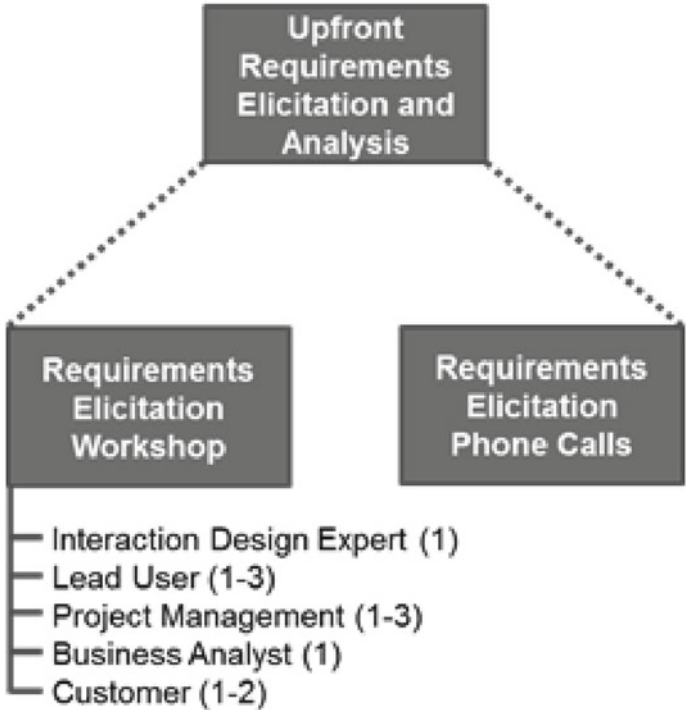 Upfront
Requirements
Elicitation and
Analysis
Requirements
Elicitation
Workshop
Requirements
Elicitation
Phone Calls
Interaction Design Expert (1)
Lead User (1-3)
Project Management (1-3)
Business Analyst (1)
Customer (1-2)